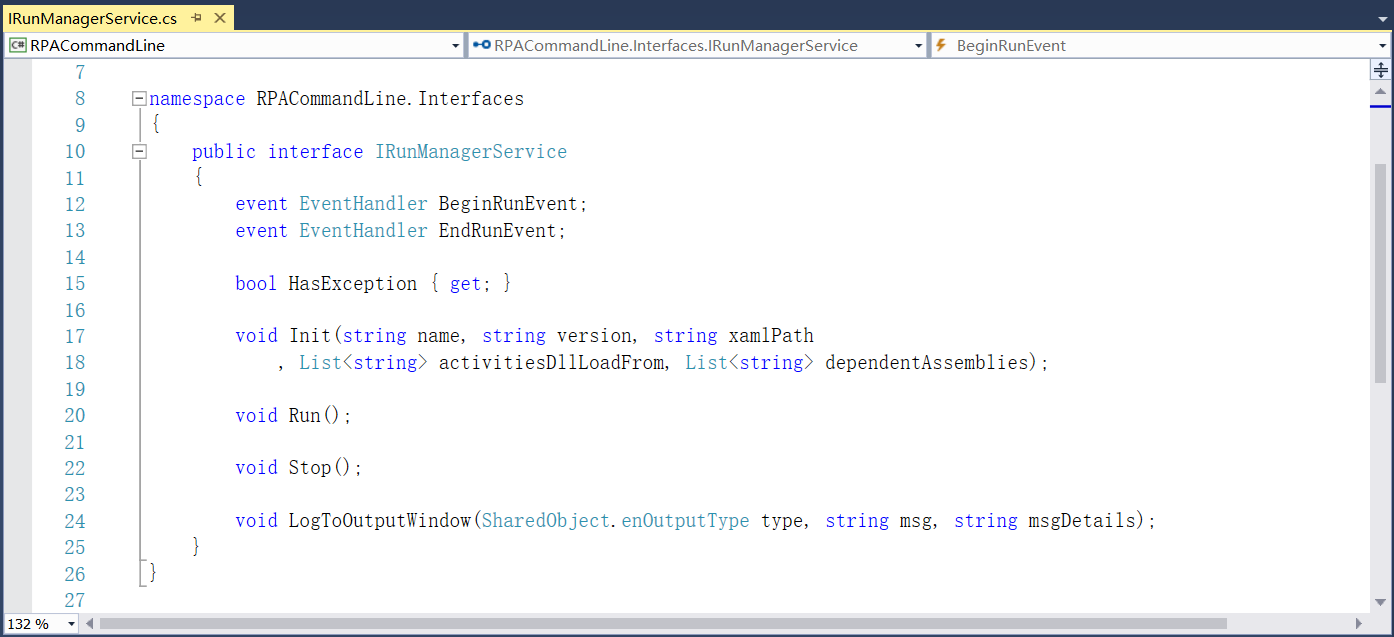 IRunManagerService.cs
C# RPACommandLine
RPACommandLine.Interfaces.IRunManagerService
BeginRunEvent
7
8 namespace RPACommandLine.Interfaces
9 {
10 public interface IRunManagerService
11 {
12 event EventHandler BeginRunEvent;
13 event EventHandler EndRunEvent;
14
15 bool HasException { get; }
16
17 void Init(string name, string version, string xamlPath
18 , List<string> activitiesDllLoadFrom, List<string> dependentAssemblies);
19
20 void Run();
21
22 void Stop();
23
24 void LogToOutputWindow(SharedObject.enOutputType type, string msg, string msgDetails);
25 }
26 }
27
132 %